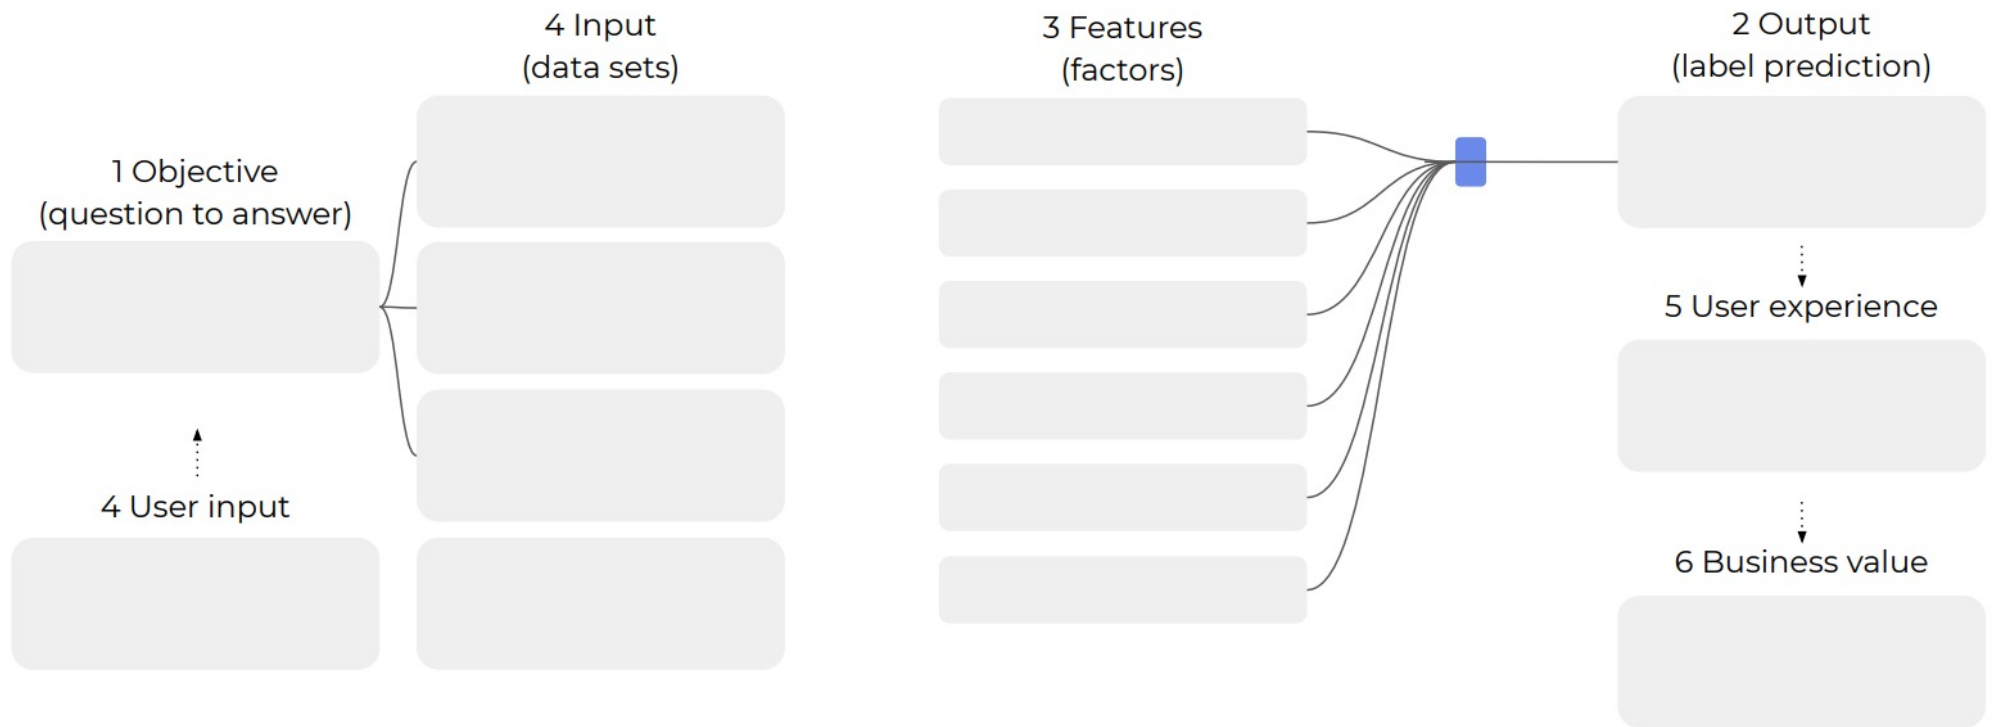 1 Objective
(question to answer)
4 User input
4 Input
(data sets)
3 Features
(factors)
2 Output
(label prediction)
5 User experience
6 Business value